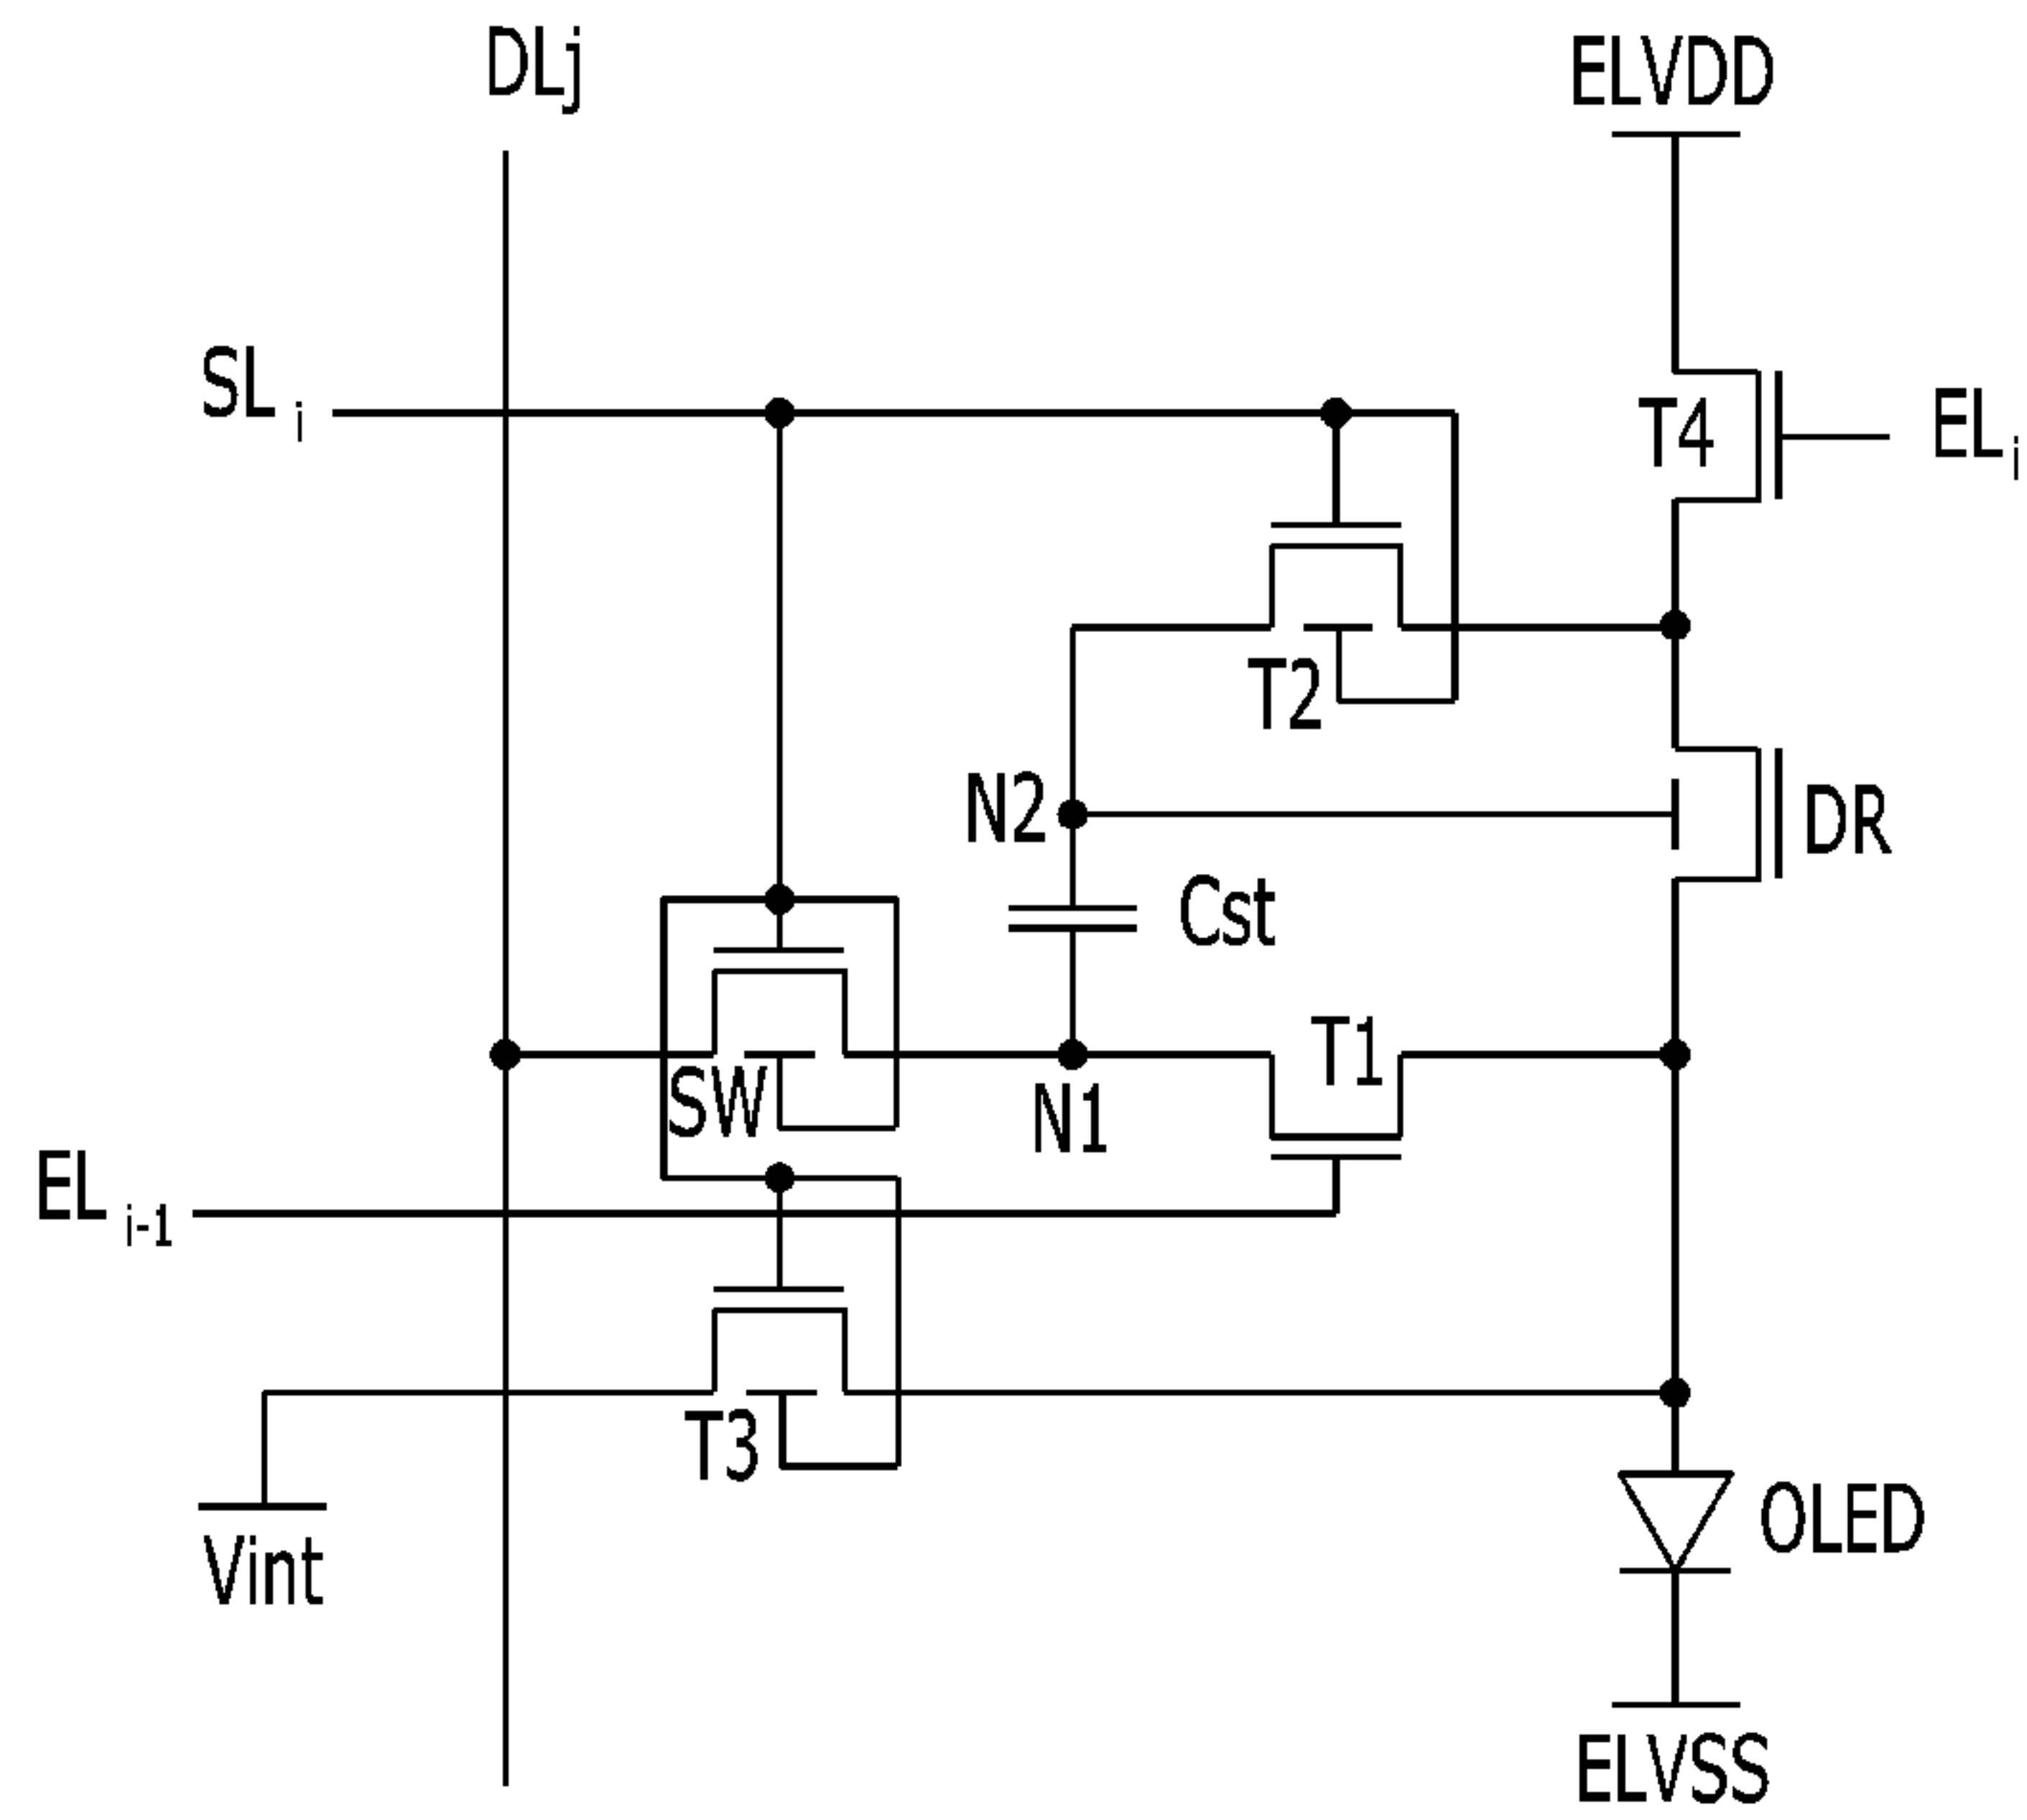 DLj
ELVDD
SL i
T4
EL i
T2
N2
DR
Cst
T1
SW
N1
EL i-1
T3
OLED
Vint
ELVSS